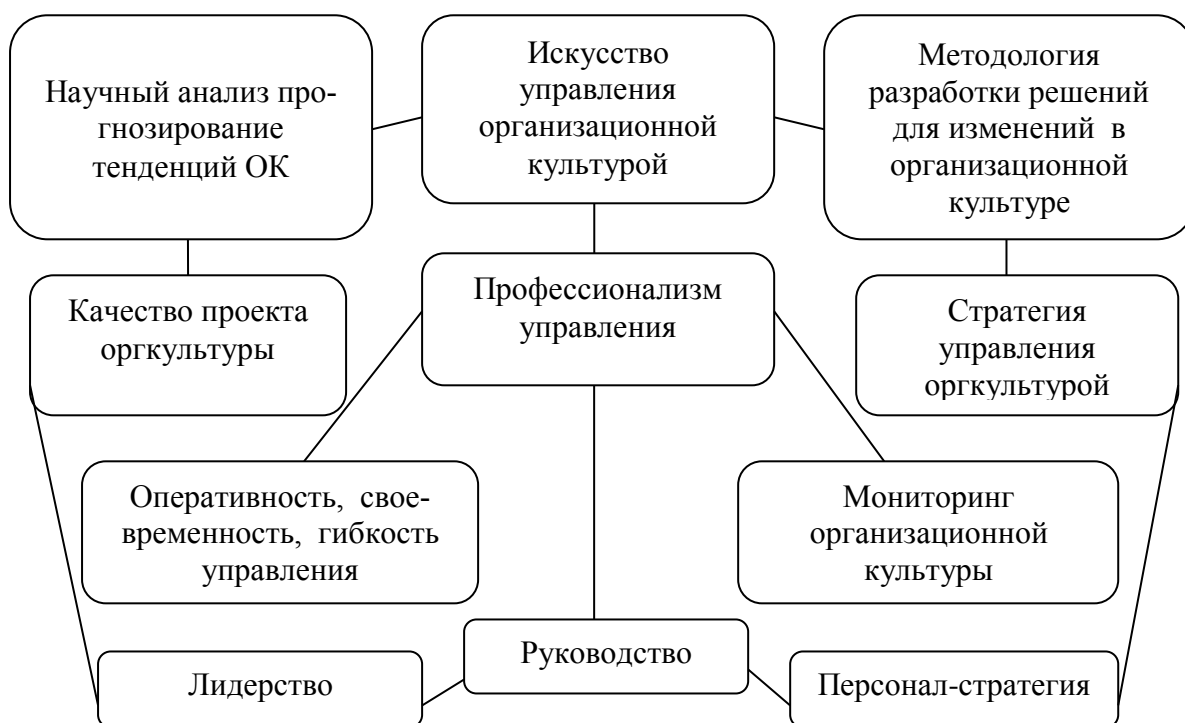 Научный анализ про-
гнозирование
тенденций ОК
Искусство
управления
организационной
культурой
Методология
разработки решений
для изменений в
организационной
культуре
Качество проекта
оргкультуры
Профессионализм
управления
Стратегия
управления
оргкультурой
Оперативность, свое-
временность, гибкость
управления
Мониторинг
организационной
культуры
Лидерство
Руководство
Персонал-стратегия